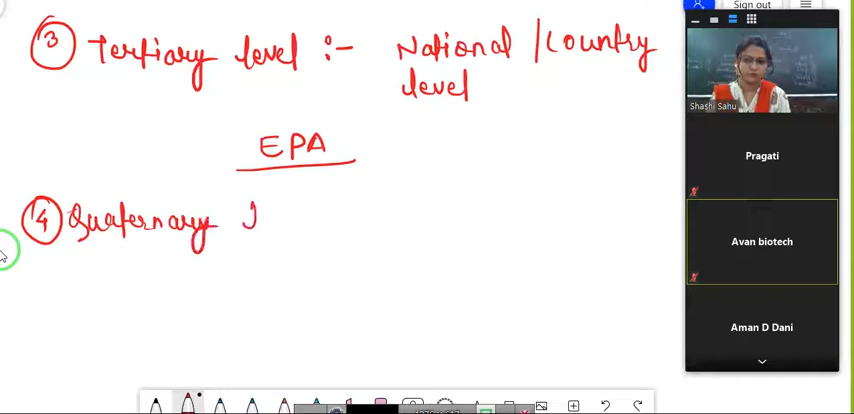 Sign out
③ Tertiary level :- National / Country
level
EPA
④ Quaternary
Shashi Sahu
Pragati
Avan biotech
Aman D Dani